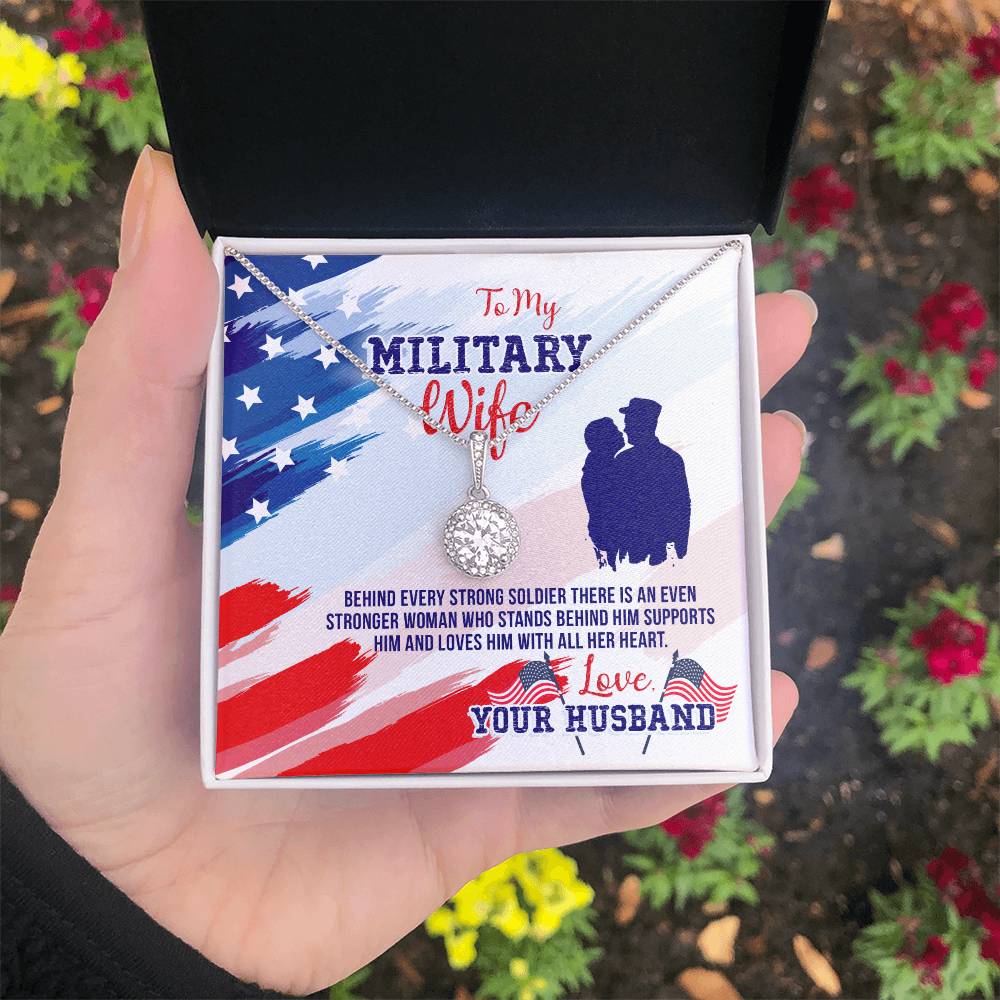 To My
MILITARY
Wife
BEHIND EVERY STRONG SOLDIER THERE IS AN EVEN
STRONGER WOMAN WHO STANDS BEHIND HIM SUPPORTS
HIM AND LOVES HIM WITH ALL HER HEART.
Love,
YOUR HUSBAND